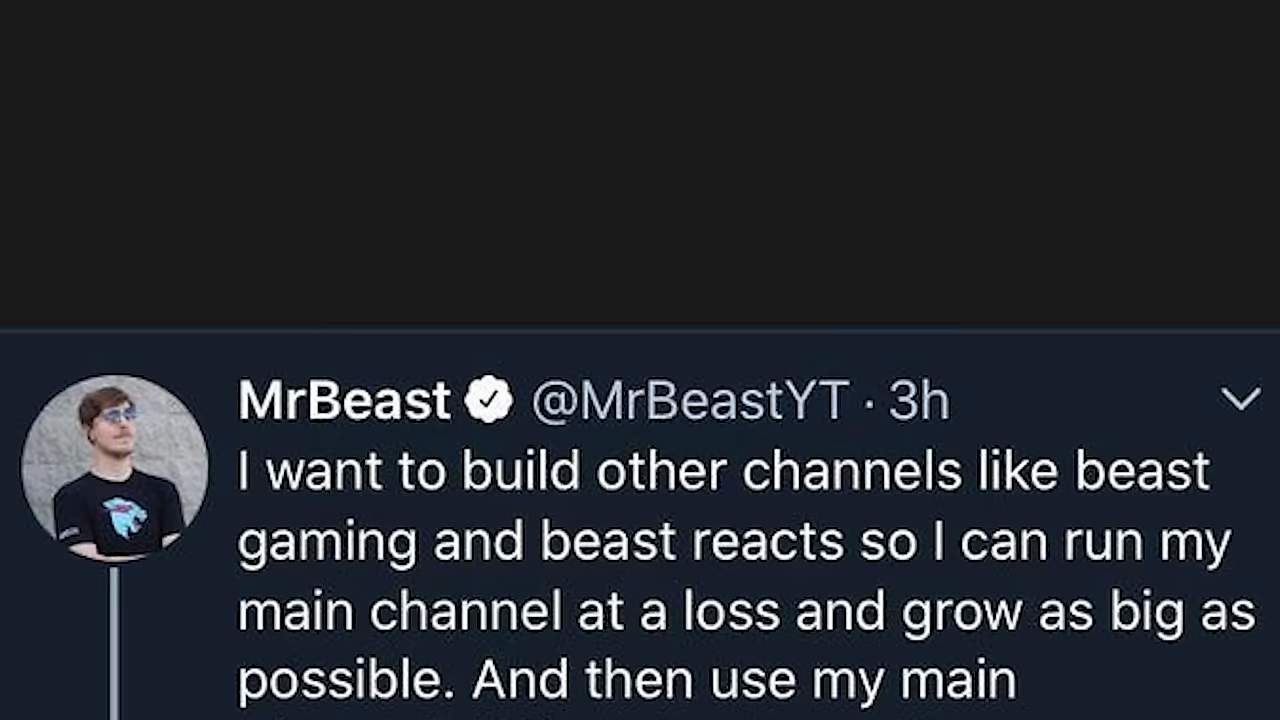 MrBeast @MrBeastYT · 3h
I want to build other channels like beast
gaming and beast reacts so I can run my
main channel at a loss and grow as big as
possible. And then use my main